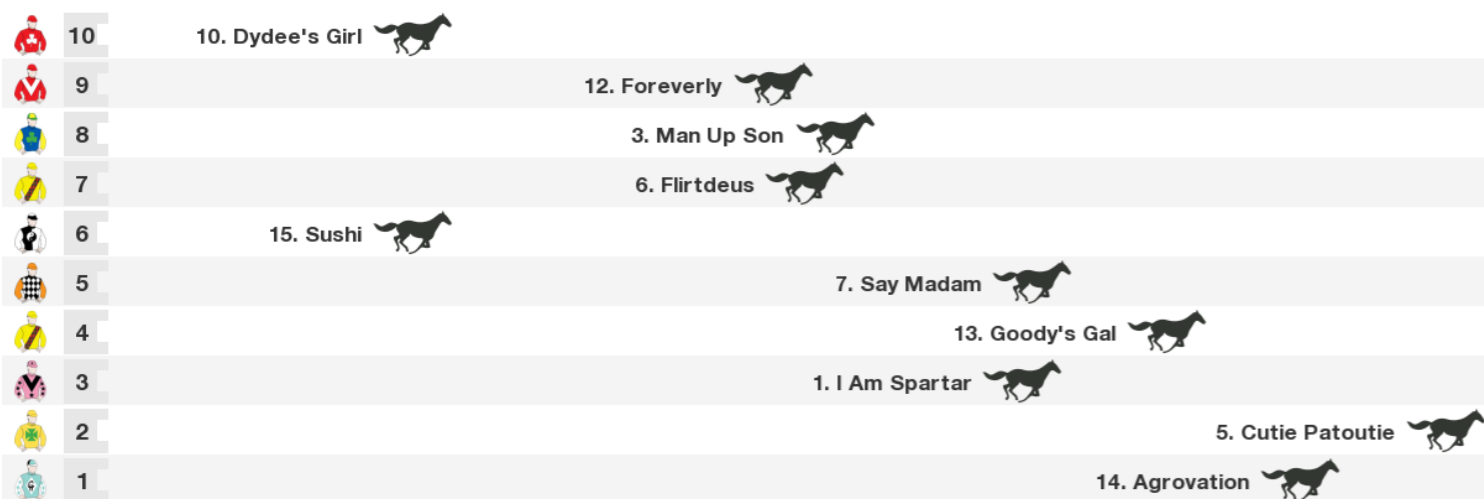 10 10. Dydee's Girl
9 12. Foreverly
8 3. Man Up Son
7 6. Flirtdeus
6 15. Sushi
5 7. Say Madam
4 13. Goody's Gal
3 1. I Am Spartar
2 5. Cutie Patoutie
1 14. Agrovation